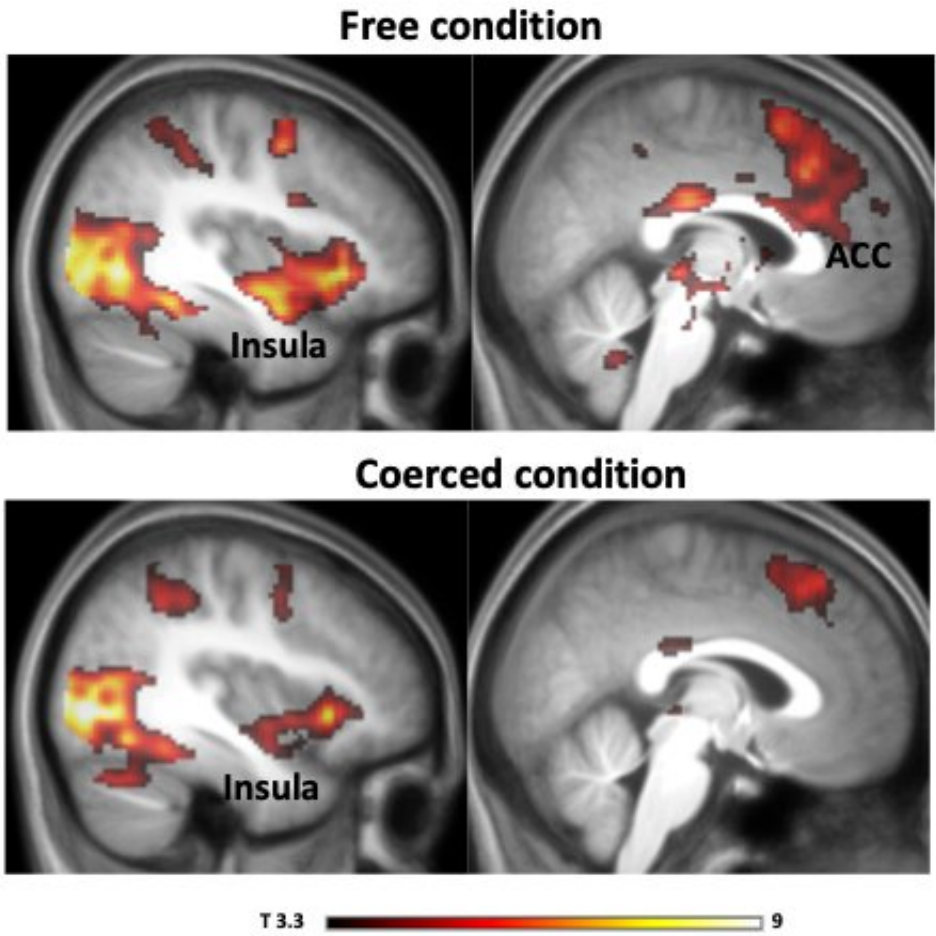 Free condition
Insula
ACC
Coerced condition
Insula
T 3.3
9